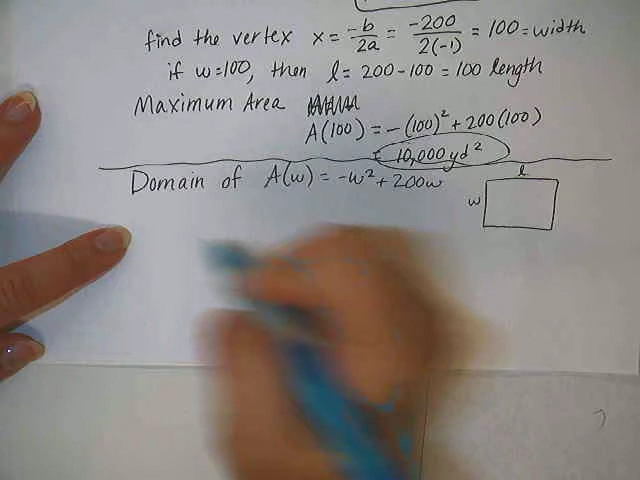 find the vertex x = -b/2a = -200/2(-1) = 100 = width
if w=100, then l = 200 - 100 = 100 length
Maximum Area
A(100) = -(100)² + 200(100)
= 10,000 yd²
Domain of A(w) = -w² + 200w
l
w